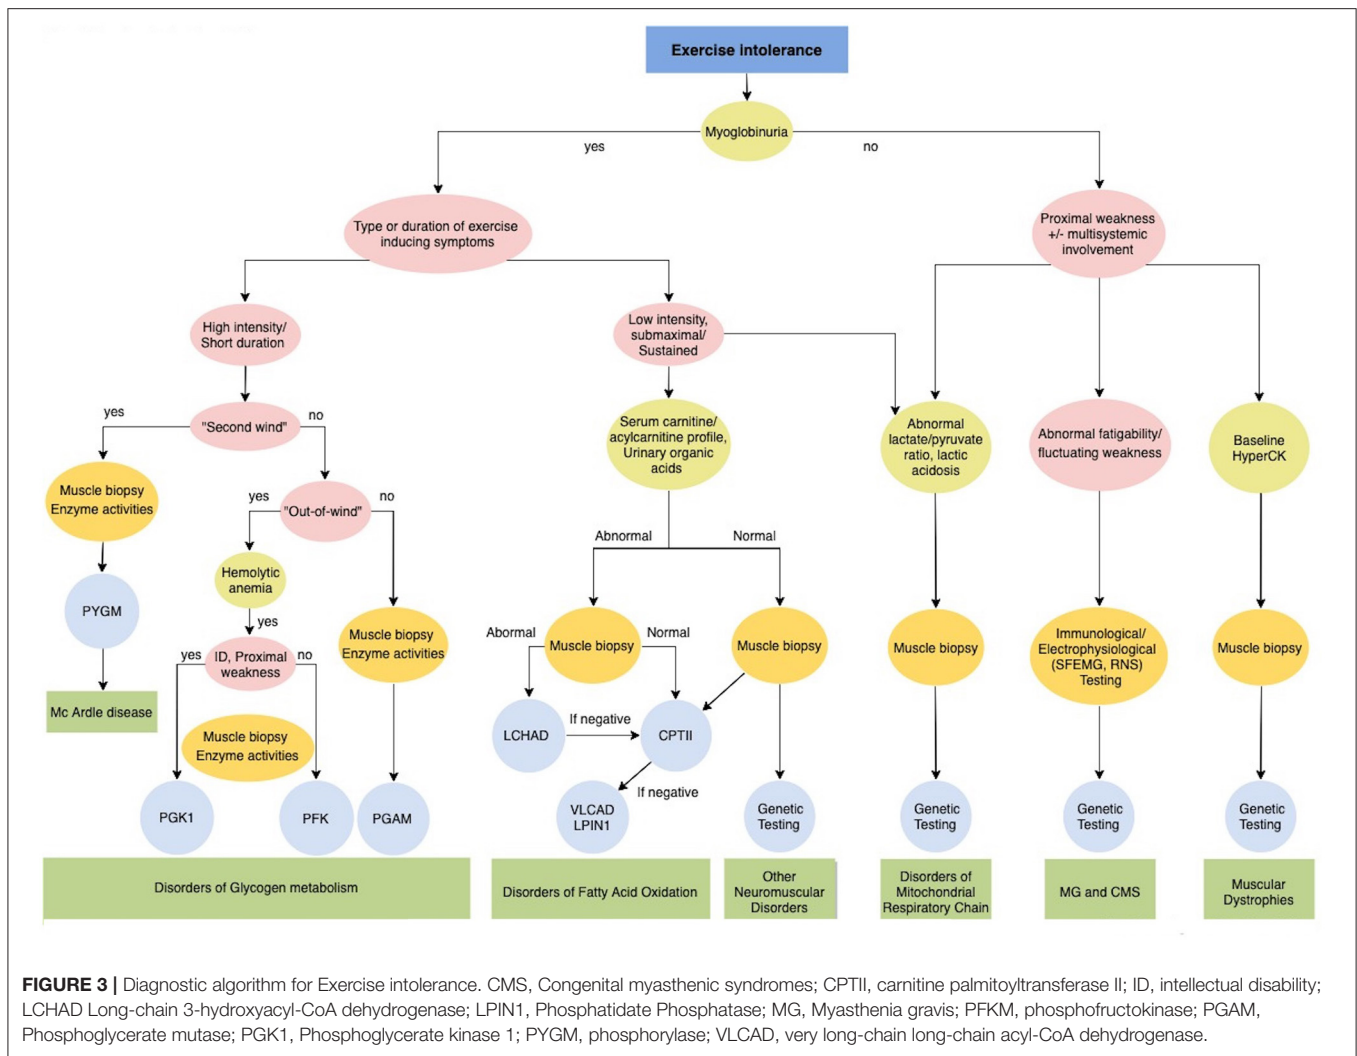 Exercise intolerance
Myoglobinuria
yes
no
Type or duration of exercise
inducing symptoms
Proximal weakness
+/- multisystemic
involvement
High intensity/
Short duration
Low intensity,
submaximal/
Sustained
yes
"Second wind"
no
Serum carnitine/
acylcarnitine profile,
Urinary organic
acids
Abnormal
lactate/pyruvate
ratio, lactic
acidosis
Abnormal fatigability/
fluctuating weakness
Baseline
HyperCK
Muscle biopsy
Enzyme activities
yes
"Out-of-wind"
no
Abnormal
Normal
Hemolytic
anemia
PYGM
yes
Muscle biopsy
Enzyme activities
Abormal
Muscle biopsy
Normal
Muscle biopsy
Muscle biopsy
Immunological/
Electrophysiological
(SFEMG, RNS)
Testing
Muscle biopsy
yes
ID, Proximal
weakness
no
Mc Ardle disease
Muscle biopsy
Enzyme activities
LCHAD
If negative
CPTII
If negative
PGK1
PFK
PGAM
VLCAD
LPIN1
Genetic
Testing
Genetic
Testing
Genetic
Testing
Genetic
Testing
Disorders of Glycogen metabolism
Disorders of Fatty Acid Oxidation
Other
Neuromuscular
Disorders
Disorders of
Mitochondrial
Respiratory Chain
MG and CMS
Muscular
Dystrophies
FIGURE 3 | Diagnostic algorithm for Exercise intolerance. CMS, Congenital myasthenic syndromes; CPTII, carnitine palmitoyltransferase II; ID, intellectual disability;
LCHAD Long-chain 3-hydroxyacyl-CoA dehydrogenase; LPIN1, Phosphatidate Phosphatase; MG, Myasthenia gravis; PFKM, phosphofructokinase; PGAM,
Phosphoglycerate mutase; PGK1, Phosphoglycerate kinase 1; PYGM, phosphorylase; VLCAD, very long-chain long-chain acyl-CoA dehydrogenase.